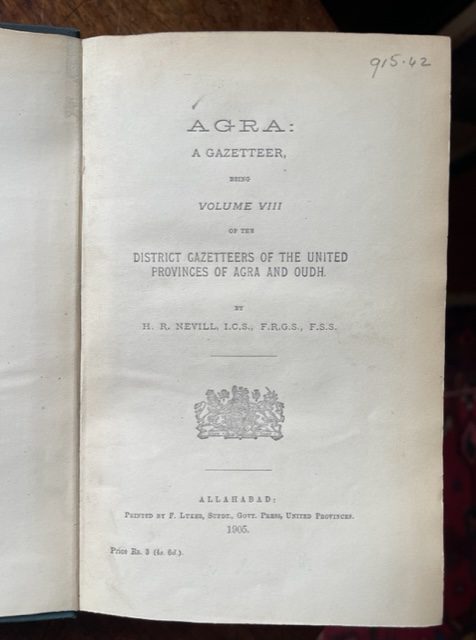 915.42
AGRA:
A GAZETTEER,
BEING
VOLUME VIII
OF THE
DISTRICT GAZETTEERS OF THE UNITED
PROVINCES OF AGRA AND OUDH.
BY
H. R. NEVILL, I.C.S., F.R.G.S., F.S.S.
ALLAHABAD:
PRINTED BY F. LUKER, SUPDT., GOVT. PRESS, UNITED PROVINCES.
1905.
Price Rs. 3 (4s. 6d.).